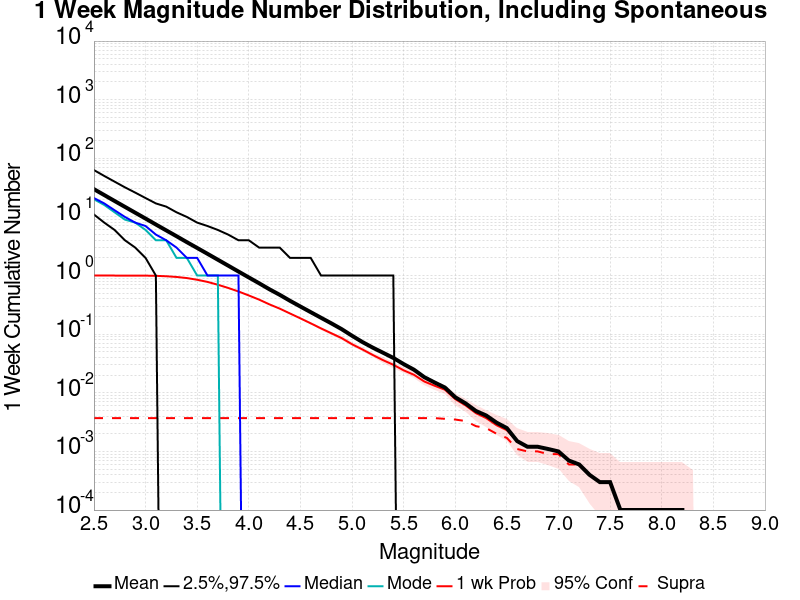 1 Week Magnitude Number Distribution, Including Spontaneous
10 4
10 3
10 2
10 1
10 0
10 -1
10 -2
10 -3
10 -4
1 Week Cumulative Number
2.5 3.0 3.5 4.0 4.5 5.0 5.5 6.0 6.5 7.0 7.5 8.0 8.5 9.0
Magnitude
Mean 2.5%,97.5% Median Mode 1 wk Prob 95% Conf Supra